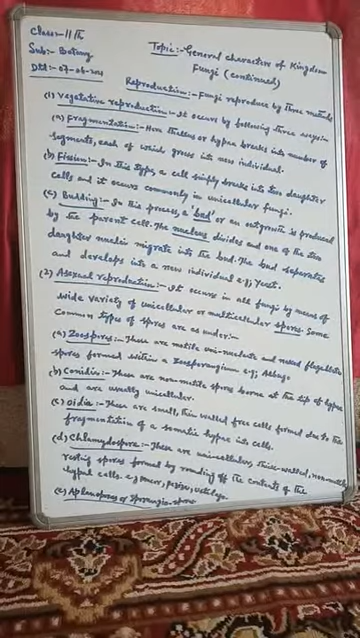 Class:- 11th
Sub:- Botany
Dtd:- 07-06-2021
Topic:- General character of Kingdom
Fungi (continued)
Reproduction:- Fungi reproduce by three methods
(1) Vegetative reproduction:- It occurs by following three ways:-
(a) Fragmentation:- Here thallus or hyphae breaks into number of
segments, each of which grows into new individual.
(b) Fission:- In this type, a cell simply breaks into two daughter
cells and it occurs commonly in unicellular fungi.
(c) Budding:- In this process, a 'bud' or an outgrowth is produced
by the parent cell. The nucleus divides and one of the two
daughter nuclei migrate into the bud. The bud separates
and develops into a new individual e.g; yeast.
(2) Asexual reproduction:- It occurs in all fungi by means of
wide variety of unicellular or multicellular spores. Some
common types of spores are as under:-
(a) Zoospores:- These are motile uni-nucleate and naked flagellate
spores formed within a zoosporangium e.g;
(b) Conidia:- These are non-motile spores borne at the tip of hyphae
and are usually unicellular.
(c) Oidia:- These are small, thin walled free cells formed due to the
fragmentation of a somatic hyphae into cells.
(d) Chlamydospore:- These are unicellular, thick-walled, non-motile
resting spores formed by rounding off the contents of the
hyphal cells. e.g
(e) Aplanospores or Sporangio-spores